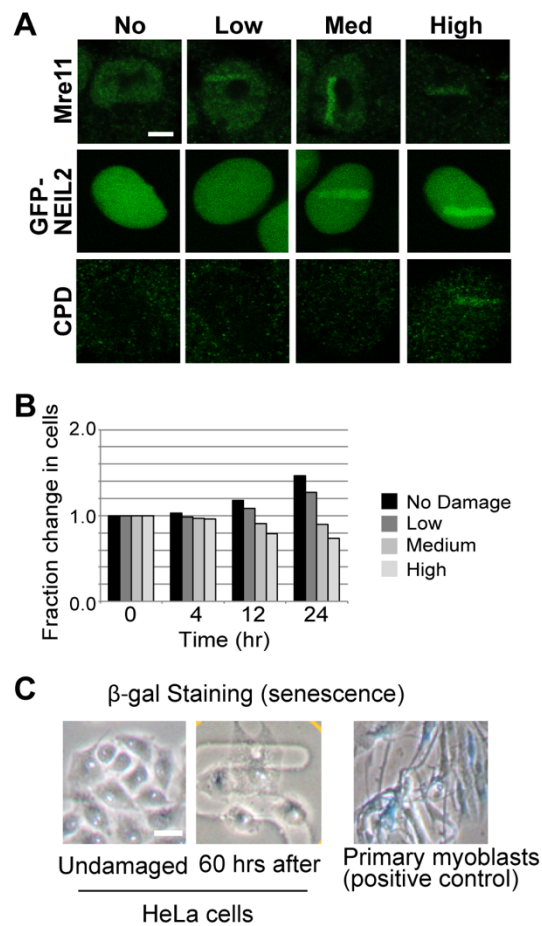 A
No Low Med High
Mre11
GFP-
NEIL2
CPD
B
Fraction change in cells
2.0
1.0
0.0
0 4 12 24
Time (hr)
No Damage
Low
Medium
High
C
β-gal Staining (senescence)
Undamaged 60 hrs after
HeLa cells
Primary myoblasts
(positive control)